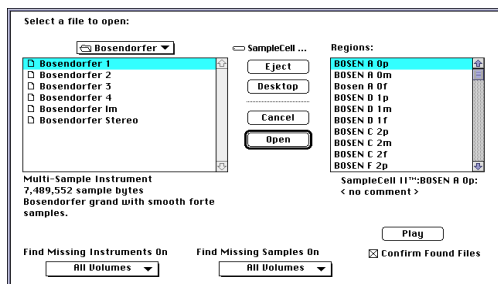 Select a file to open:
Bosendorfer
SampleCell ...
Regions:
Bosendorfer 1
Bosendorfer 2
Bosendorfer 3
Bosendorfer 4
Bosendorfer lm
Bosendorfer Stereo
Eject
Desktop
Cancel
Open
BOSEN A 0p
BOSEN A 0m
Bosen A 0f
BOSEN D 1p
BOSEN D 1m
BOSEN D 1f
BOSEN C 2p
BOSEN C 2m
BOSEN C 2f
BOSEN F 2p
Multi-Sample Instrument
7,489,552 sample bytes
Bosendorfer grand with smooth forte
samples.
SampleCell II™:BOSEN A 0p:
< no comment >
Play
Find Missing Instruments On
All Volumes
Find Missing Samples On
All Volumes
Confirm Found Files